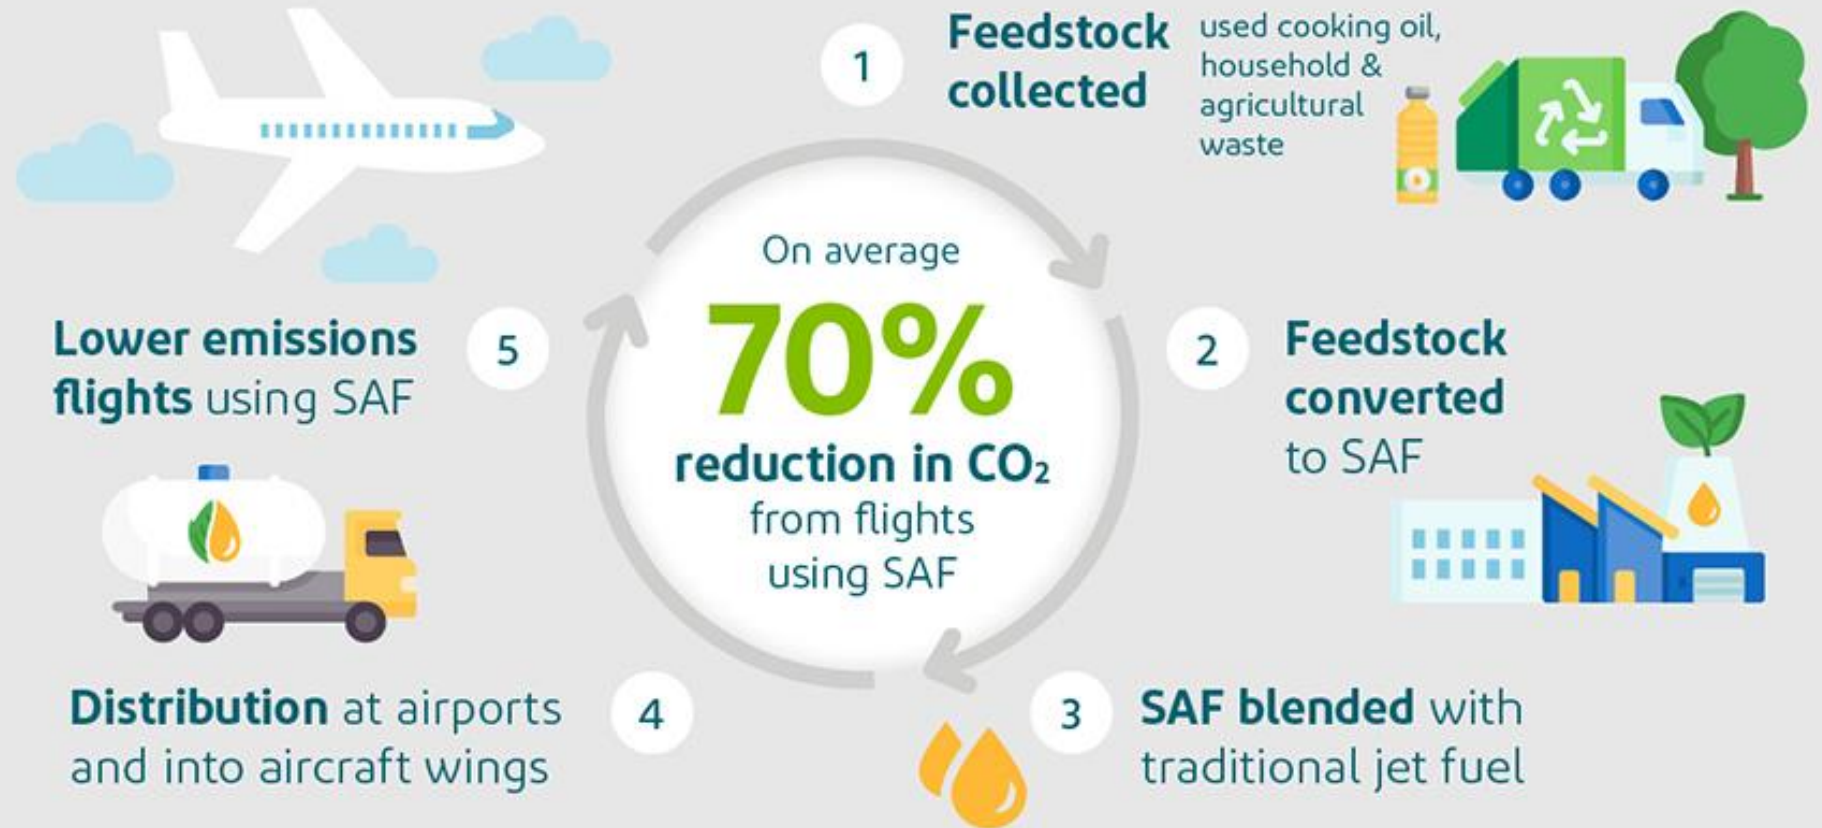 1
Feedstock
collected
used cooking oil,
household &
agricultural
waste
2
Feedstock
converted
to SAF
3
SAF blended with
traditional jet fuel
4
Distribution at airports
and into aircraft wings
5
Lower emissions
flights using SAF
On average
70%
reduction in CO₂
from flights
using SAF